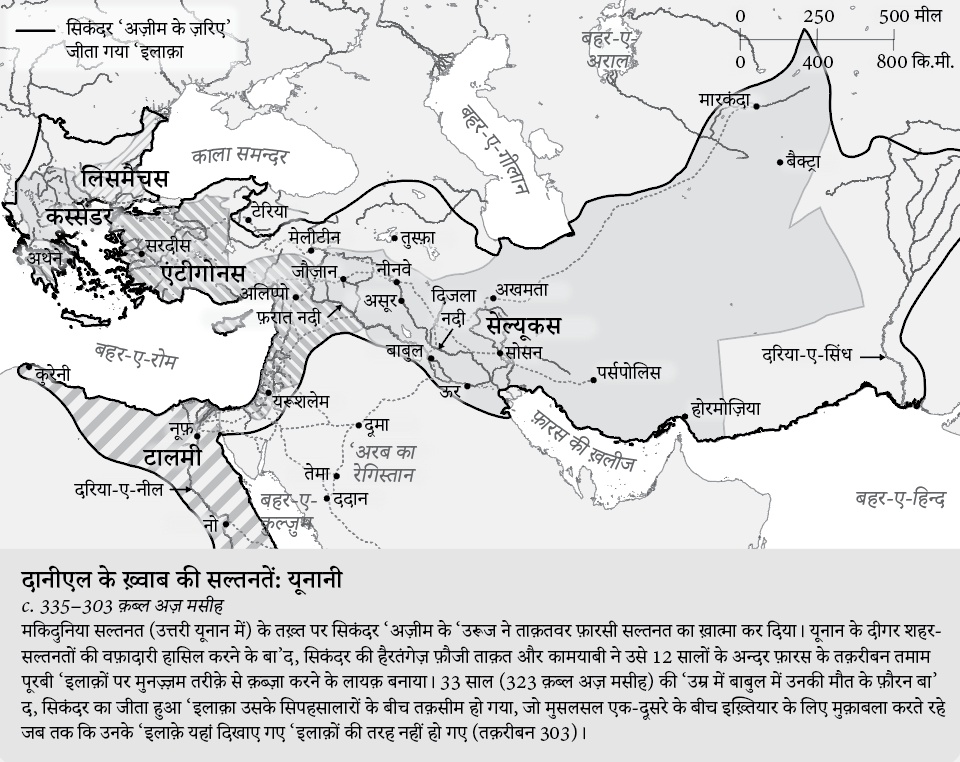 सिकंदर ‘अज़ीम के ज़रिए’
जीता गया ‘इलाक़ा
0 250 500 मील
0 400 800 कि.मी.
बहर-ए-
अराल
मारकंदा
बहर-ए-गीलान
काला समन्दर
बैक्ट्रा
लिसमैचस
कस्सेंडर
टेरिया
मेलीटीन
तुस्फ़ा
सरदीस
अथेने
एंटीगोनस
जौज़ान
नीनवे
अलिप्पो
असूर
दिजला
नदी
अखमता
फ़रात नदी
सेल्यूकस
बहर-ए-रोम
बाबुल
सोसन
दरिया-ए-सिंध
क़ुरेनी
पर्सपोलिस
ऊर
यरूशलेम
होरमोज़िया
नूफ़
दूमा
फ़ारस की ख़लीज
टालमी
‘अरब का
रेगिस्तान
तेमा
दरिया-ए-नील
ददान
बहर-ए-
क़ुल्ज़ुम
बहर-ए-हिन्द
नो
दानीएल के ख़्वाब की सल्तनतें: यूनानी
c. 335–303 क़ब्ल अज़ मसीह
मकिदुनिया सल्तनत (उत्तरी यूनान में) के तख़्त पर सिकंदर ‘अज़ीम के ‘उरूज ने ताक़तवर फ़ारसी सल्तनत का ख़ात्मा कर दिया। यूनान के दीगर शहर-
सल्तनतों की वफ़ादारी हासिल करने के बा’द, सिकंदर की हैरतंगेज़ फ़ौजी ताक़त और कामयाबी ने उसे 12 सालों के अन्दर फ़ारस के तक़रीबन तमाम
पूरबी ‘इलाक़ों पर मुनज़्ज़म तरीक़े से क़ब्ज़ा करने के लायक़ बनाया। 33 साल (323 क़ब्ल अज़ मसीह) की ‘उम्र में बाबुल में उनकी मौत के फ़ौरन बा’
द, सिकंदर का जीता हुआ ‘इलाक़ा उसके सिपहसालारों के बीच तक़सीम हो गया, जो मुसलसल एक-दूसरे के बीच इख़्तियार के लिए मुक़ाबला करते रहे
जब तक कि उनके ‘इलाक़े यहां दिखाए गए ‘इलाक़ों की तरह नहीं हो गए (तक़रीबन 303)।